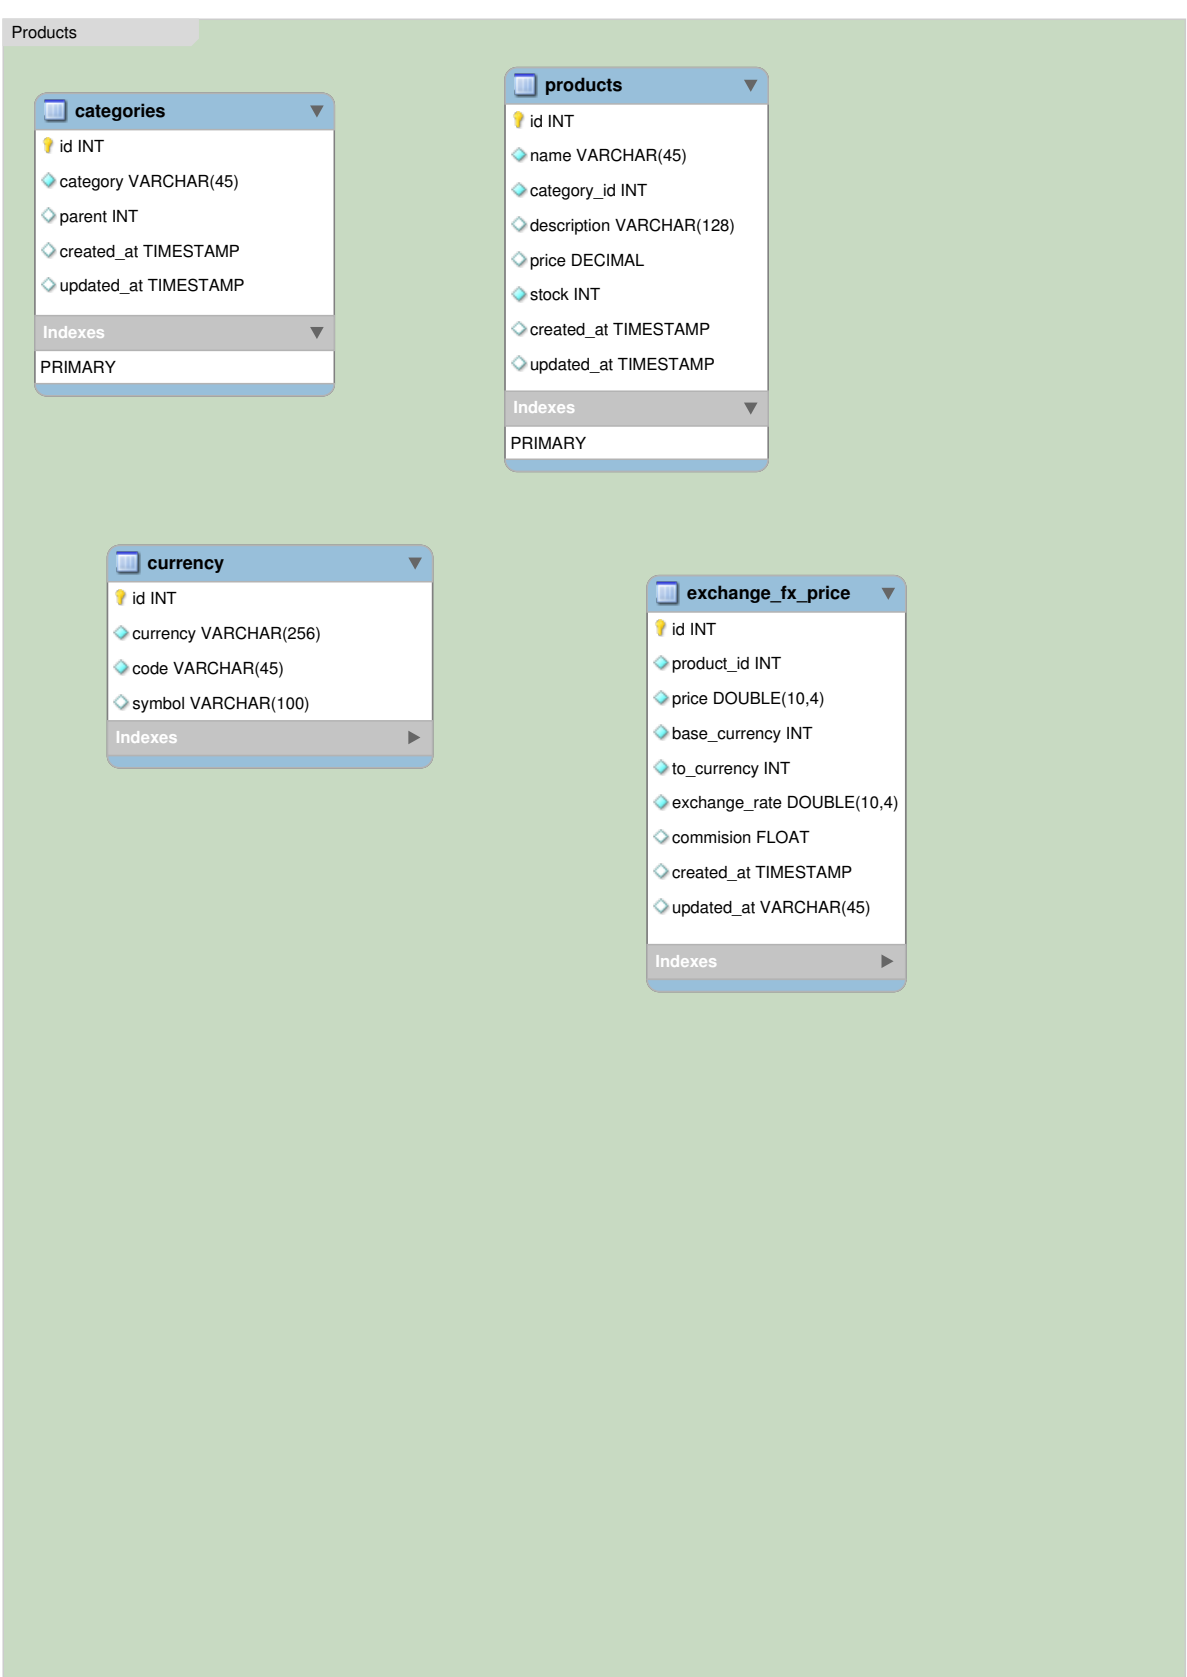 Products
categories
id INT
category VARCHAR(45)
parent INT
created_at TIMESTAMP
updated_at TIMESTAMP
Indexes
PRIMARY
products
id INT
name VARCHAR(45)
category_id INT
description VARCHAR(128)
price DECIMAL
stock INT
created_at TIMESTAMP
updated_at TIMESTAMP
Indexes
PRIMARY
currency
id INT
currency VARCHAR(256)
code VARCHAR(45)
symbol VARCHAR(100)
Indexes
exchange_fx_price
id INT
product_id INT
price DOUBLE(10,4)
base_currency INT
to_currency INT
exchange_rate DOUBLE(10,4)
commision FLOAT
created_at TIMESTAMP
updated_at VARCHAR(45)
Indexes